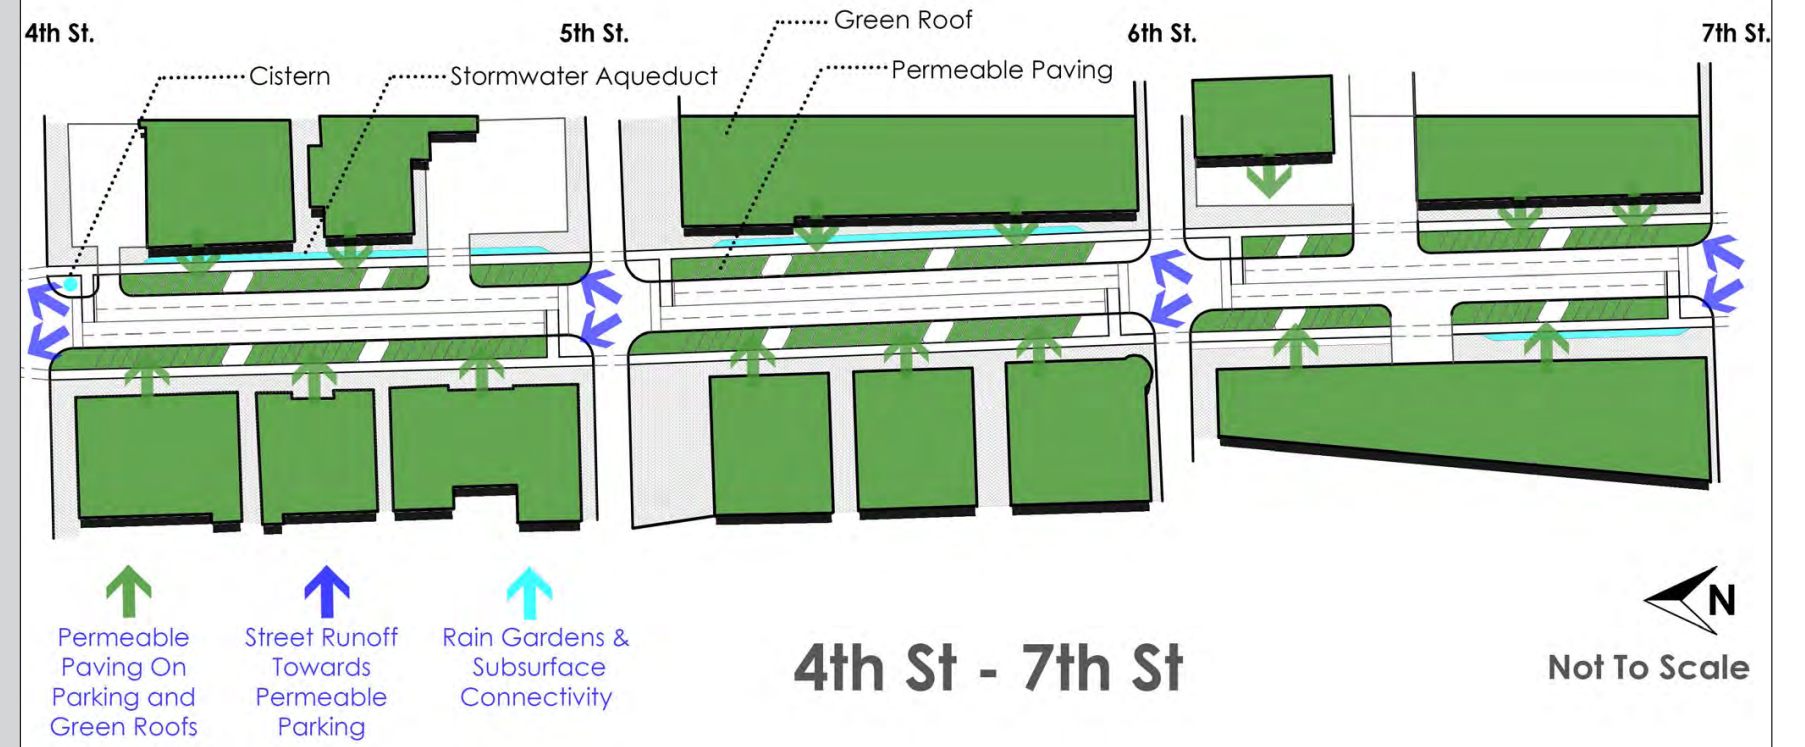 4th St.
5th St.
6th St.
7th St.
Green Roof
Cistern
Stormwater Aqueduct
Permeable Paving
Permeable
Paving On
Parking and
Green Roofs
Street Runoff
Towards
Permeable
Parking
Rain Gardens &
Subsurface
Connectivity
4th St - 7th St
N
Not To Scale